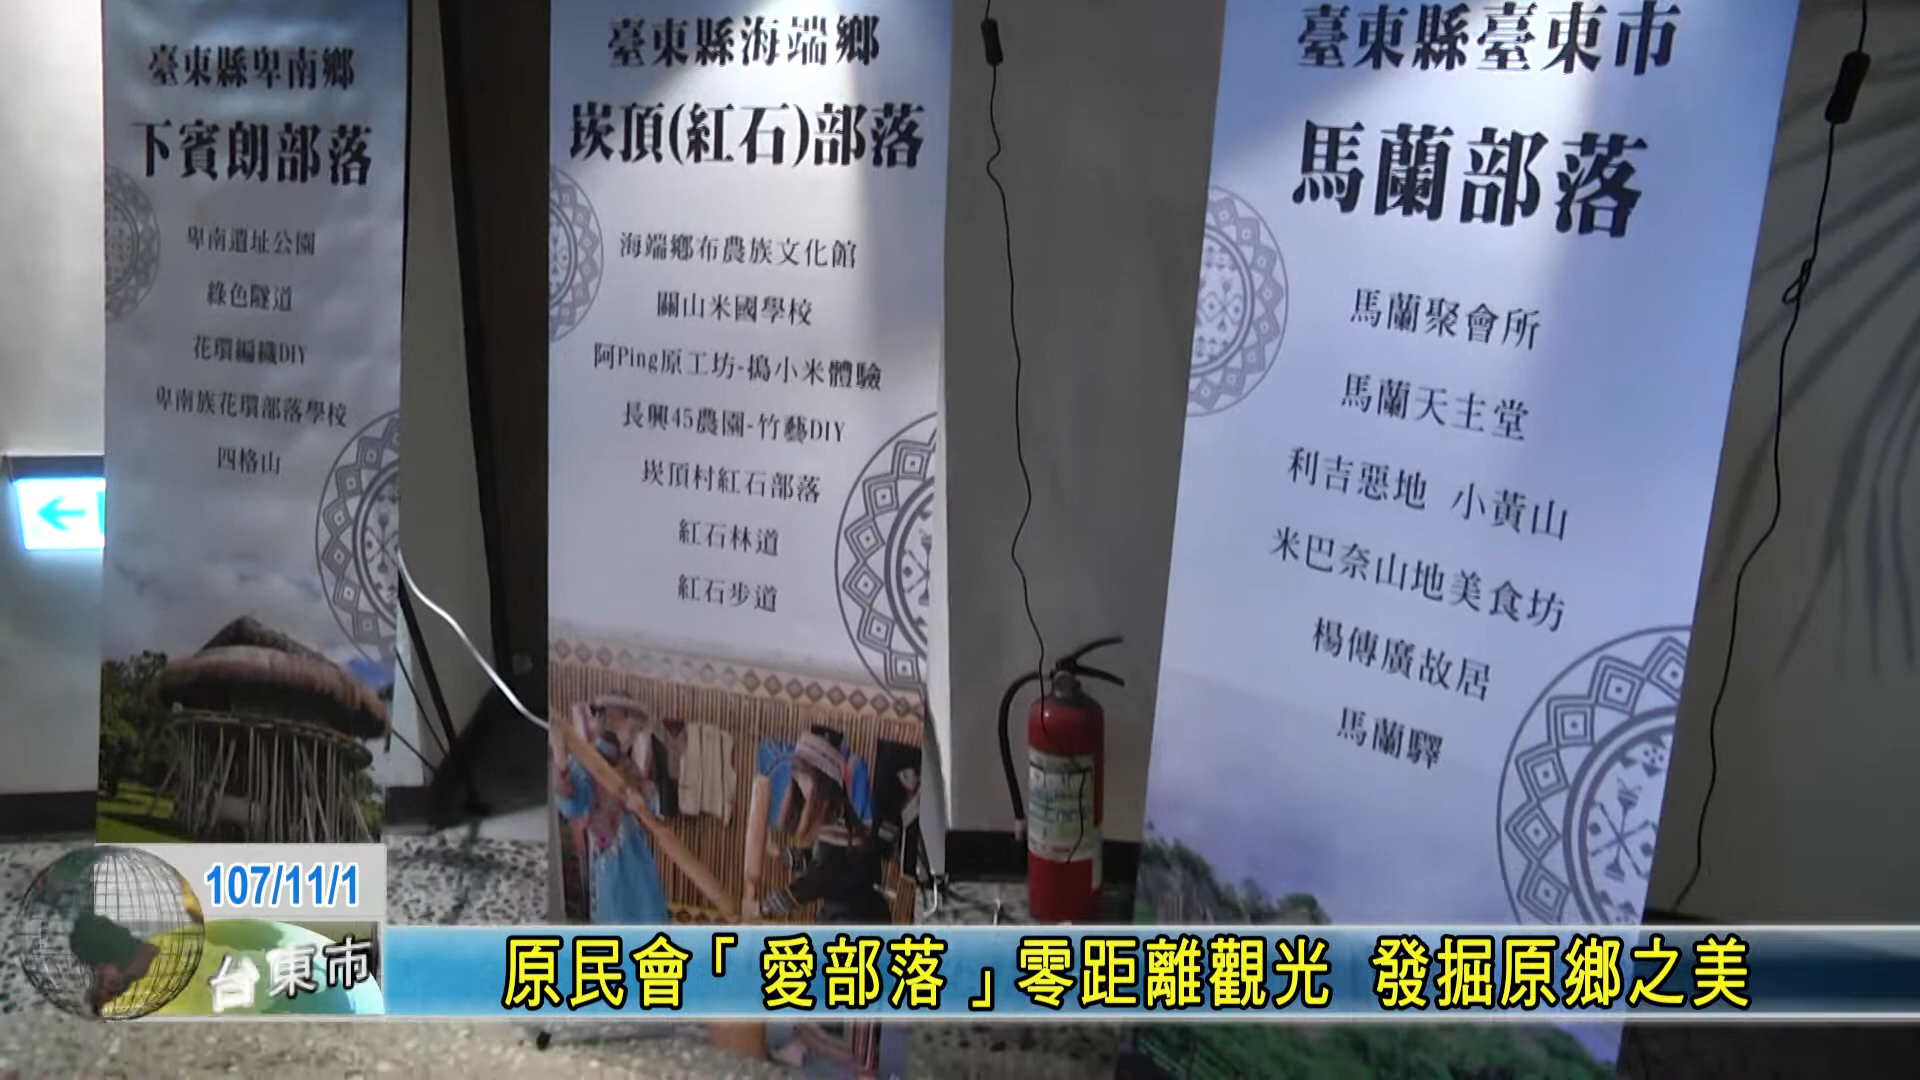 臺東縣卑南鄉
下賓朗部落
卑南遺址公園
綠色隧道
花環編織DIY
卑南族花環部落學校
四格山
臺東縣海端鄉
崁頂(紅石)部落
海端鄉布農族文化館
關山米國學校
阿Ping原工坊-搗小米體驗
長興45農園-竹藝DIY
崁頂村紅石部落
紅石林道
紅石步道
臺東縣臺東市
馬蘭部落
馬蘭聚會所
馬蘭天主堂
利吉惡地 小黃山
米巴奈山地美食坊
楊傳廣故居
馬蘭驛
107/11/1
台東市
原民會「愛部落」零距離觀光 發掘原鄉之美